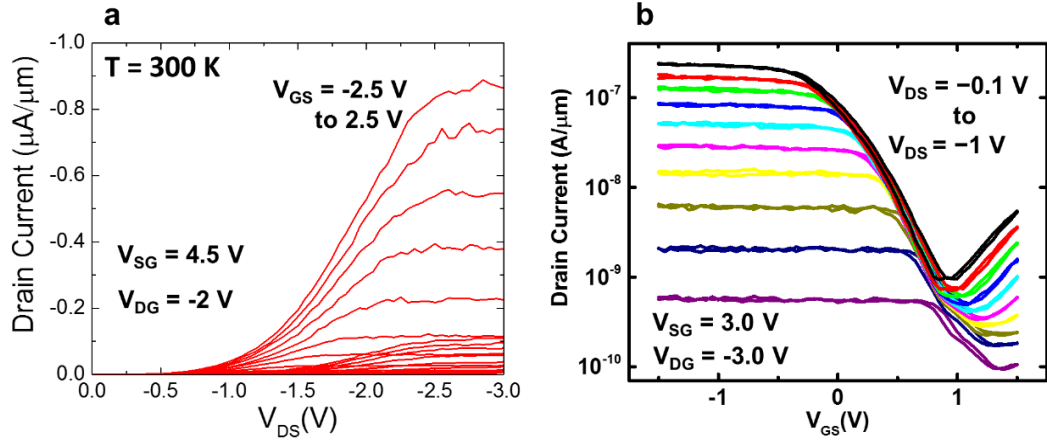 a
Drain Current (μA/μm)
-1.0
-0.8
-0.6
-0.4
-0.2
0.0
T = 300 K
V_GS = -2.5 V
to 2.5 V
V_SG = 4.5 V
V_DG = -2 V
0.0
-0.5
-1.0
-1.5
-2.0
-2.5
-3.0
V_DS(V)
b
Drain Current (A/μm)
10^-7
10^-8
10^-9
10^-10
V_DS = −0.1 V
to
V_DS = −1 V
V_SG = 3.0 V
V_DG = -3.0 V
-1
0
1
V_GS(V)